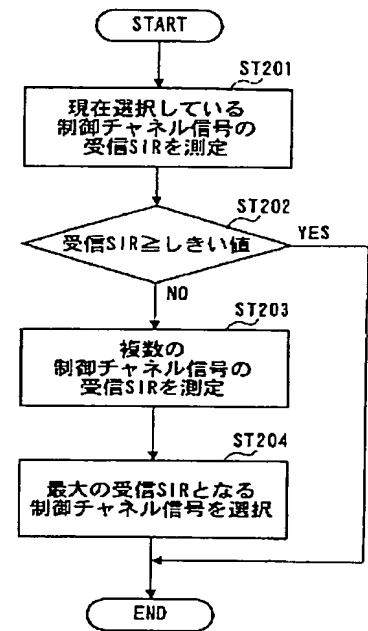 START
ST201
現在選択している
制御チャネル信号の
受信SIRを測定
ST202
受信SIR≧しきい値
YES
NO
ST203
複数の
制御チャネル信号の
受信SIRを測定
ST204
最大の受信SIRとなる
制御チャネル信号を選択
END